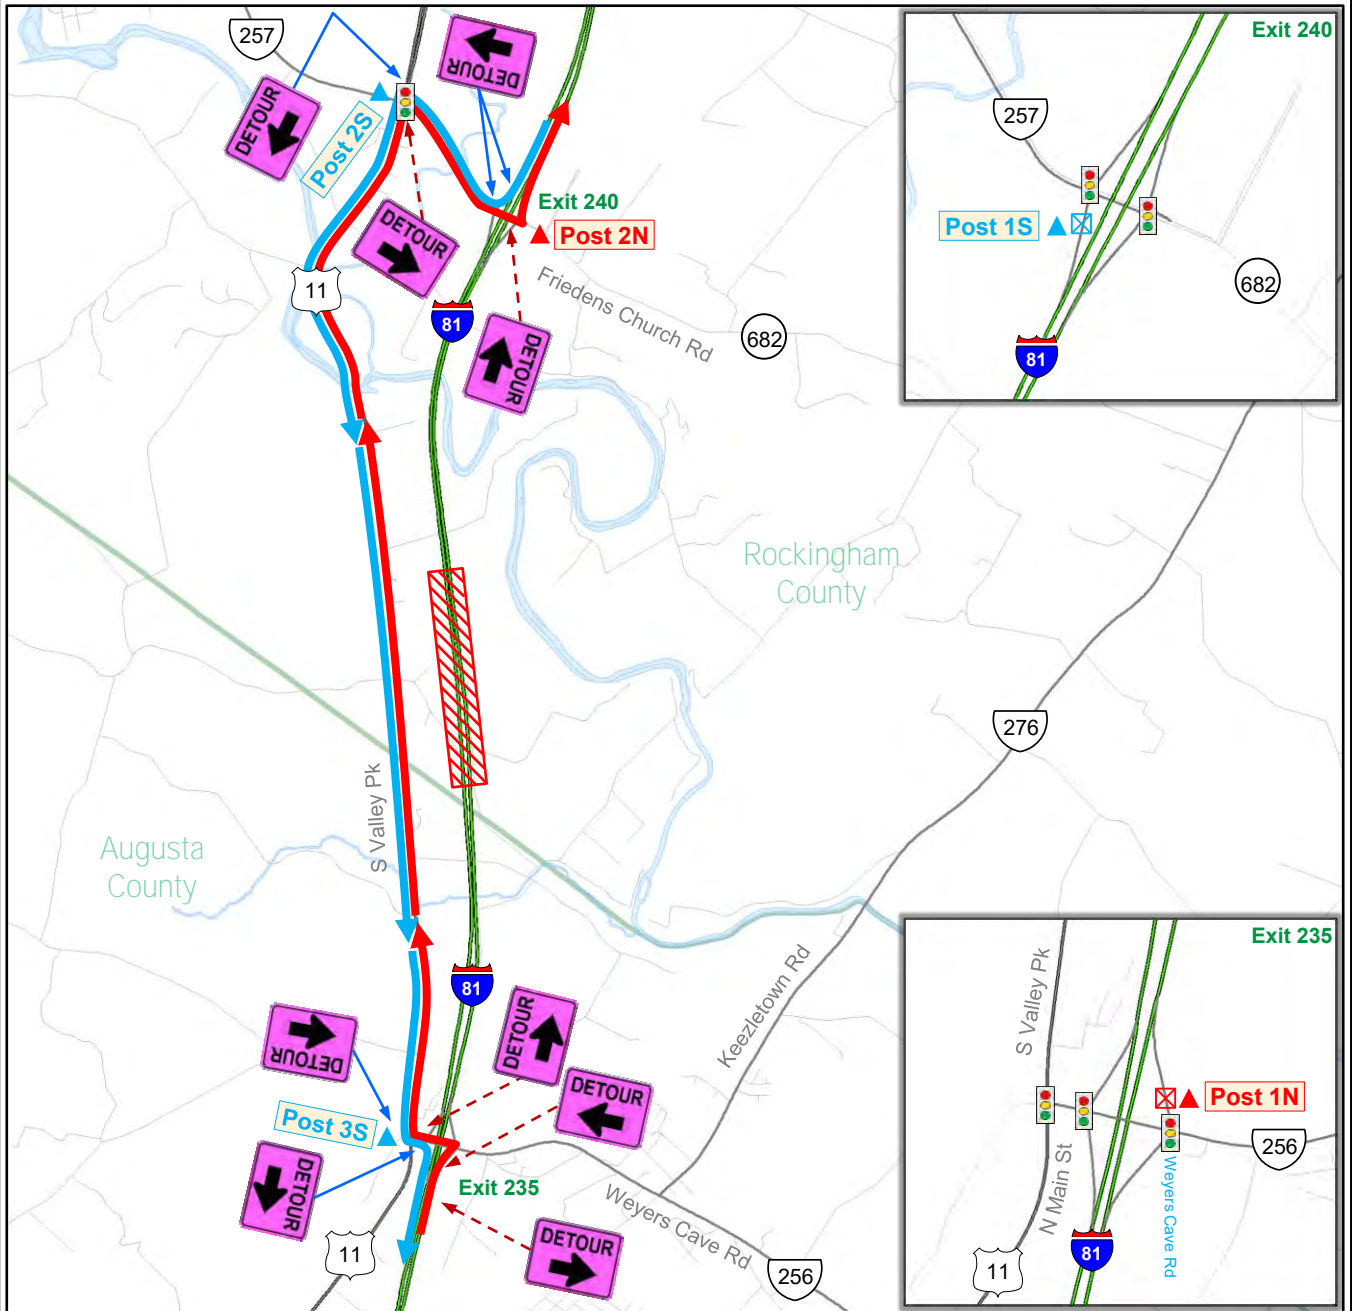 257
DETOUR
Exit 240
257
DETOUR
Post 2S
Exit 240
Post 2N
DETOUR
Post 1S
682
81
11
Friedens Church Rd
81
682
DETOUR
Rockingham
County
276
S Valley Pk
Augusta
County
Exit 235
S Valley Pk
Keezletown Rd
81
DETOUR
DETOUR
DETOUR
Post 3S
Post 1N
256
N Main St
Weyers Cave Rd
DETOUR
Exit 235
Weyers Cave Rd
DETOUR
11
256
11
81